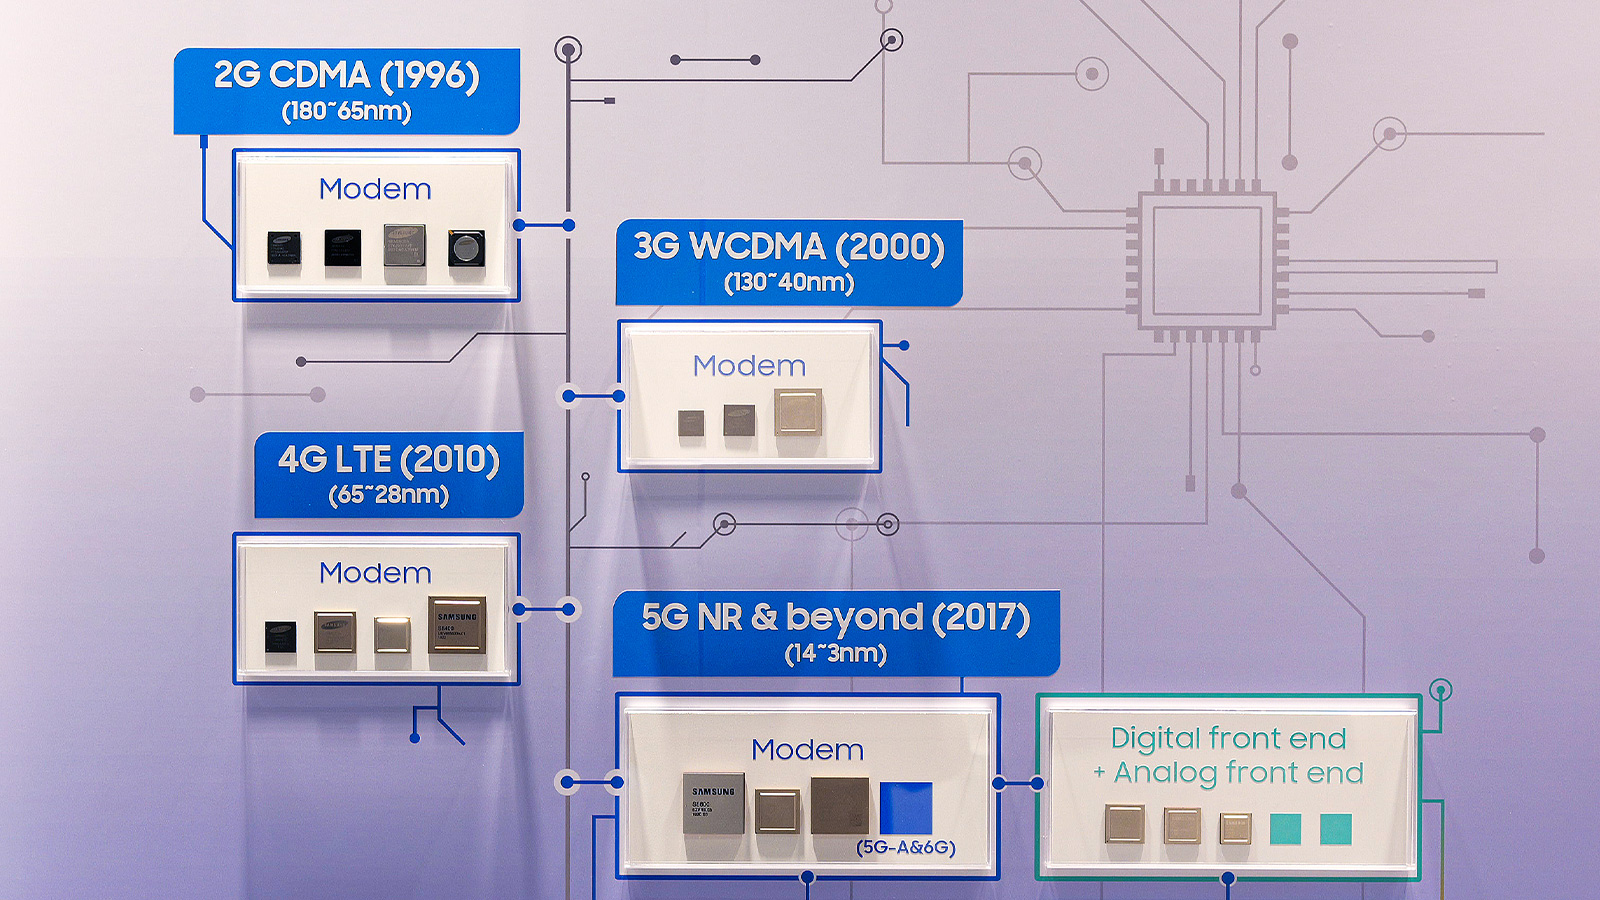 2G CDMA (1996)
(180~65nm)
Modem
3G WCDMA (2000)
(130~40nm)
Modem
4G LTE (2010)
(65~28nm)
Modem
SAMSUNG
5G NR & beyond (2017)
(14~3nm)
Modem
SAMSUNG
(5G-A&6G)
Digital front end
+ Analog front end